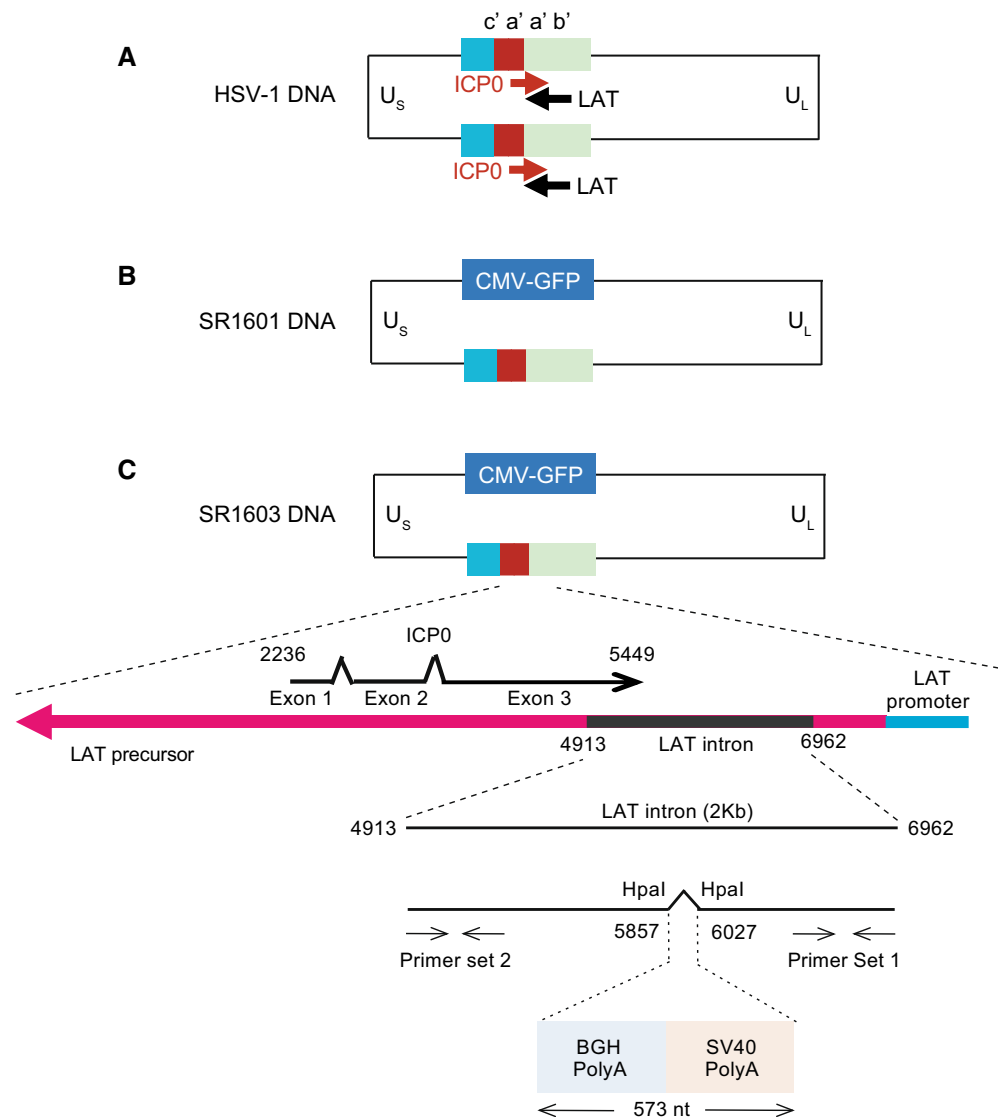 A
c' a' a' b'
HSV-1 DNA
US
UL
ICP0
LAT
ICP0
LAT
B
CMV-GFP
SR1601 DNA
US
UL
C
CMV-GFP
SR1603 DNA
US
UL
ICP0
2236
5449
Exon 1
Exon 2
Exon 3
LAT
promoter
LAT precursor
4913
LAT intron
6962
LAT intron (2Kb)
4913
6962
HpaI
HpaI
5857
6027
Primer set 2
Primer Set 1
BGH
PolyA
SV40
PolyA
573 nt